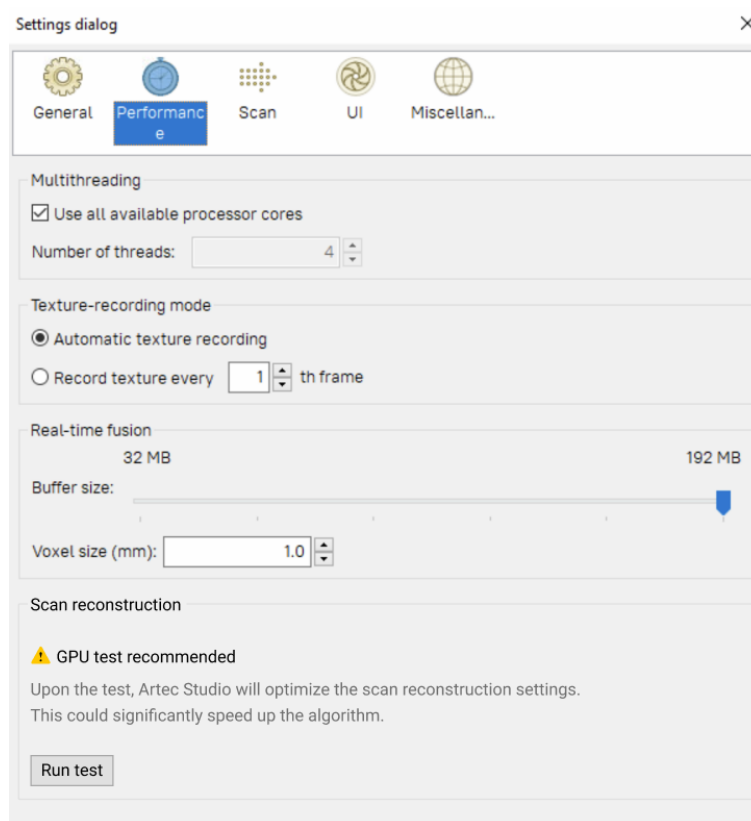 Settings dialog
General
Performanc
e
Scan
UI
Miscellan...
Multithreading
Use all available processor cores
Number of threads: 4
Texture-recording mode
Automatic texture recording
Record texture every 1 th frame
Real-time fusion
32 MB 192 MB
Buffer size:
Voxel size (mm): 1.0
Scan reconstruction
GPU test recommended
Upon the test, Artec Studio will optimize the scan reconstruction settings.
This could significantly speed up the algorithm.
Run test